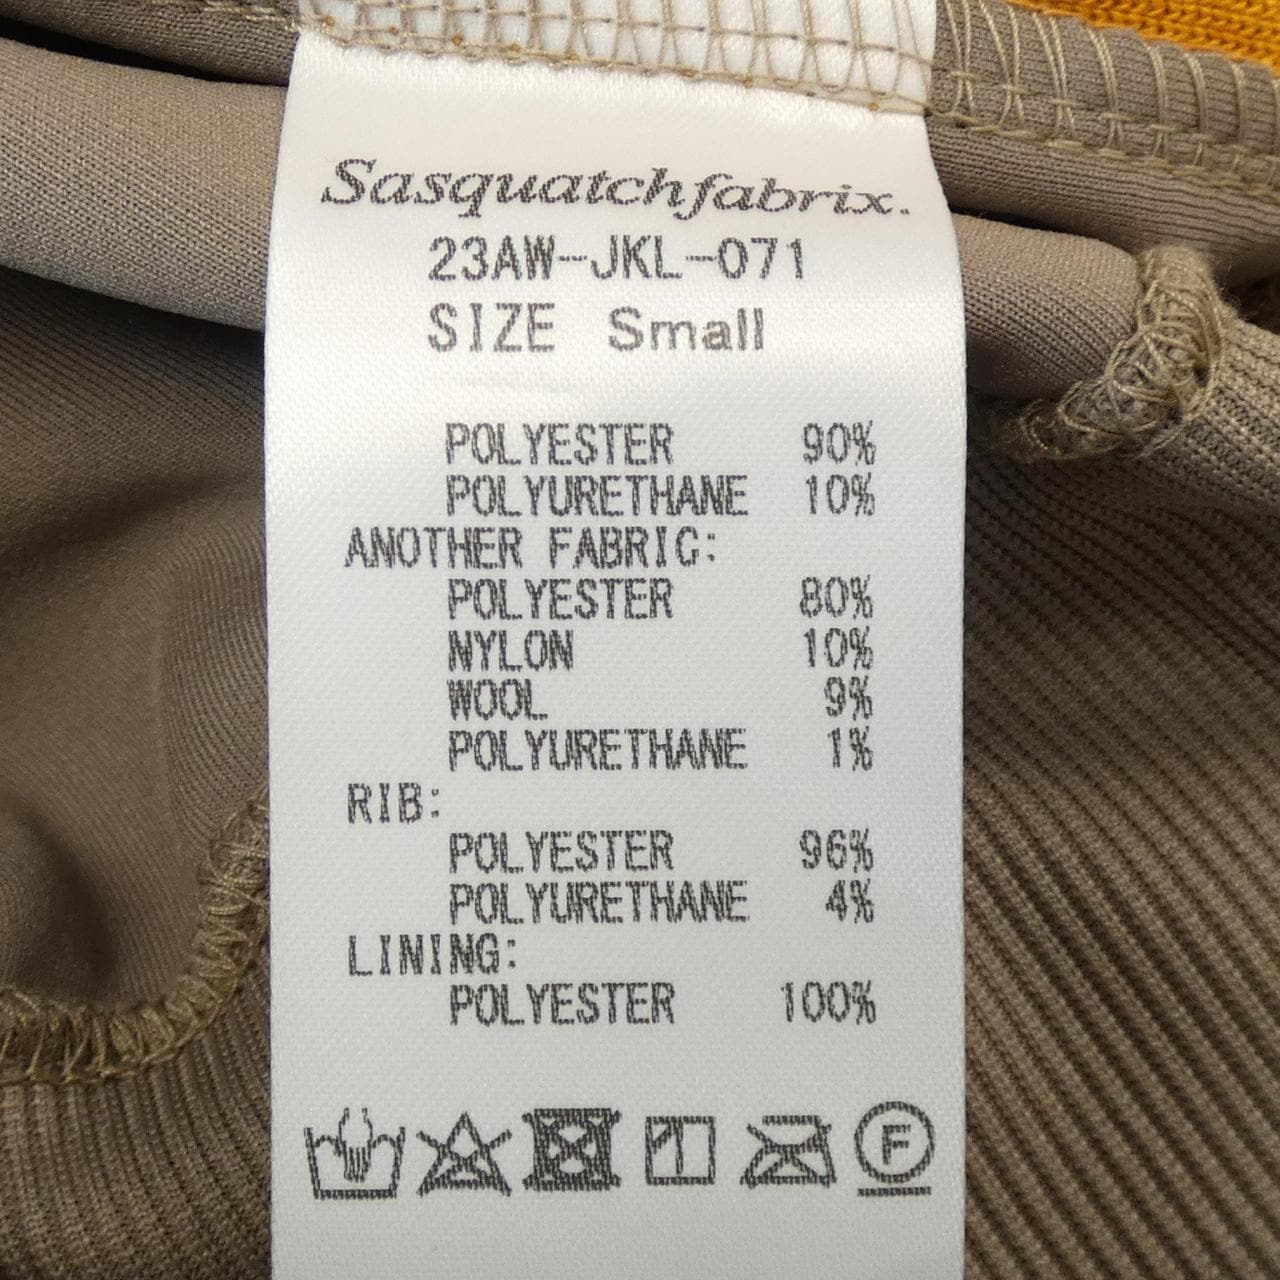 Sasquatchfabrix.
23AW-JKL-071
SIZE Small
POLYESTER 90%
POLYURETHANE 10%
ANOTHER FABRIC:
POLYESTER 80%
NYLON 10%
WOOL 9%
POLYURETHANE 1%
RIB:
POLYESTER 96%
POLYURETHANE 4%
LINING:
POLYESTER 100%
F